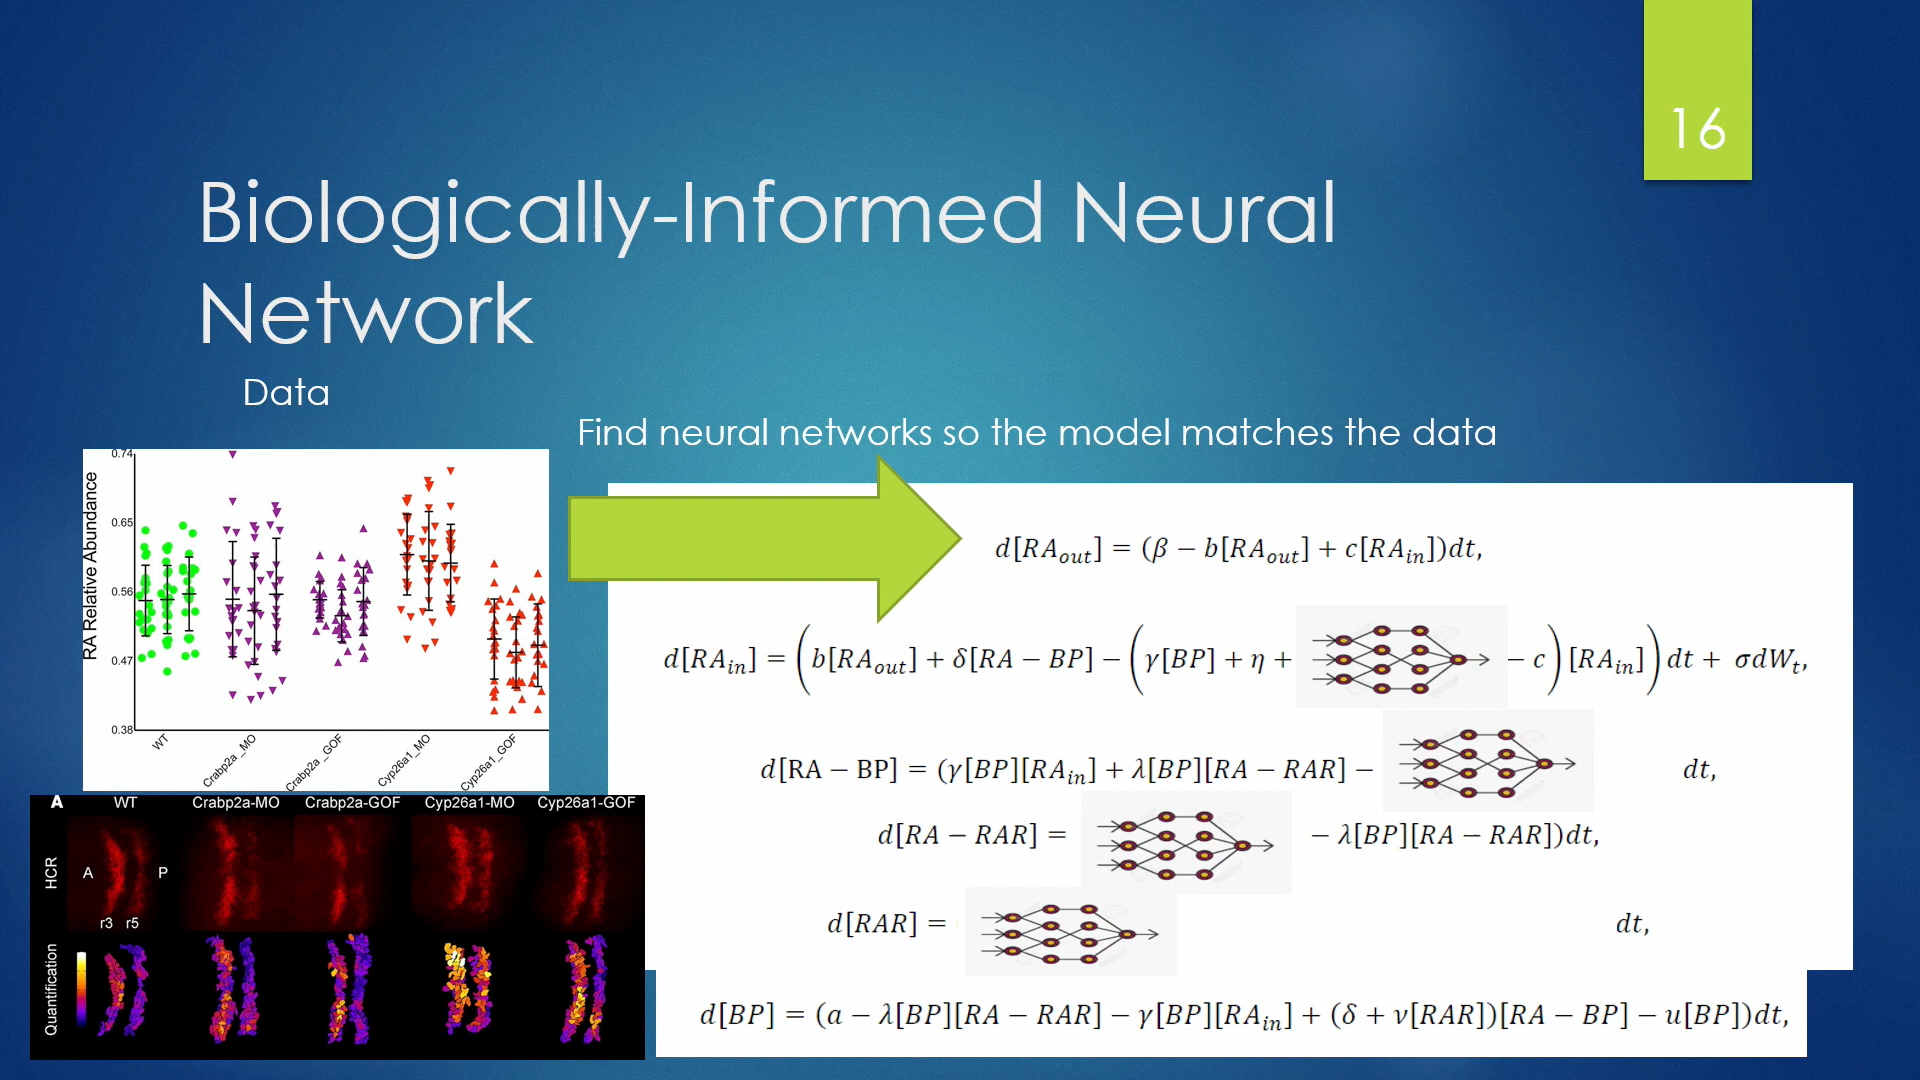 16
Biologically-Informed Neural
Network
Data
Find neural networks so the model matches the data
RA Relative Abundance
0.74
0.65
0.56
0.47
0.38
WT
Crabp2a_MO
Crabp2a_GOF
Cyp26a1_MO
Cyp26a1_GOF
A WT Crabp2a-MO Crabp2a-GOF Cyp26a1-MO Cyp26a1-GOF
HCR
A P
r3 r5
Quantification
d[RA_out] = (β − b[RA_out] + c[RA_in])dt,
d[RA_in] = (b[RA_out] + δ[RA − BP] − (γ[BP] + η + − c)[RA_in])dt + σdW_t,
d[RA − BP] = (γ[BP][RA_in] + λ[BP][RA − RAR] − dt,
d[RA − RAR] = − λ[BP][RA − RAR])dt,
d[RAR] = dt,
d[BP] = (a − λ[BP][RA − RAR] − γ[BP][RA_in] + (δ + ν[RAR])[RA − BP] − u[BP])dt,